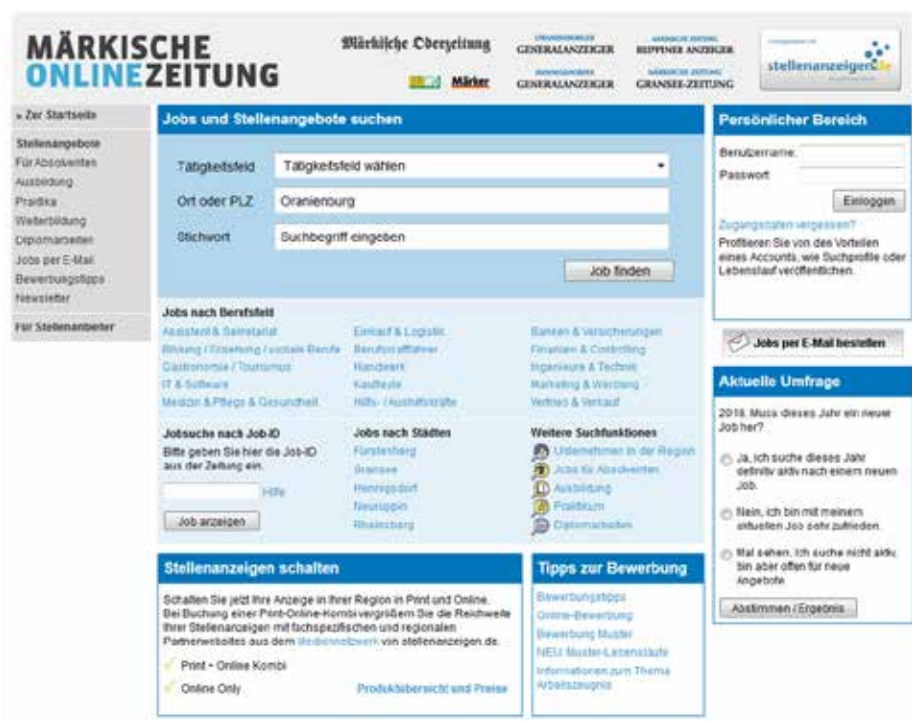 MÄRKISCHE
ONLINEZEITUNG
Märkische Oderzeitung
Märker
GENERALANZEIGER
RUPPINER ANZEIGER
GENERALANZEIGER
GRANSEE-ZEITUNG
stellenanzeigen.de
» Zur Startseite
Stellenangebote
Für Absolventen
Ausbildung
Praktika
Weiterbildung
Diplomarbeiten
Jobs per E-Mail
Bewerbungstipps
Newsletter
Für Stellenanbieter
Jobs und Stellenangebote suchen
Tätigkeitsfeld Tätigkeitsfeld wählen
Ort oder PLZ Oranienburg
Stichwort Suchbegriff eingeben
Job finden
Jobs nach Berufsfeld
Assistent & Sekretariat
Bildung / Erziehung / soziale Berufe
Gastronomie / Tourismus
IT & Software
Medizin & Pflege & Gesundheit
Einkauf & Logistik
Berufskraftfahrer
Handwerk
Kaufleute
Hilfs- / Aushilfskräfte
Banken & Versicherungen
Finanzen & Controlling
Ingenieure & Technik
Marketing & Werbung
Vertrieb & Verkauf
Jobsuche nach Job-ID
Bitte geben Sie hier die Job-ID
aus der Zeitung ein.
Hilfe
Job anzeigen
Jobs nach Städten
Fürstenberg
Gransee
Hennigsdorf
Neuruppin
Rheinsberg
Weitere Suchfunktionen
Unternehmen in der Region
Jobs für Absolventen
Ausbildung
Praktikum
Diplomarbeiten
Stellenanzeigen schalten
Schalten Sie jetzt Ihre Anzeige in Ihrer Region in Print und Online.
Bei Buchung einer Print-Online-Kombi vergrößern Sie die Reichweite
Ihrer Stellenanzeigen mit fachspezifischen und regionalen
Partnerwebsites aus dem Mediennetzwerk von stellenanzeigen.de.
Print + Online Kombi
Online Only
Produktübersicht und Preise
Tipps zur Bewerbung
Bewerbungstipps
Online-Bewerbung
Bewerbung Muster
NEU: Muster-Lebensläufe
Informationen zum Thema
Arbeitszeugnis
Persönlicher Bereich
Benutzername:
Passwort
Einloggen
Zugangsdaten vergessen?
Profitieren Sie von den Vorteilen
eines Accounts, wie Suchprofile oder
Lebenslauf veröffentlichen.
Jobs per E-Mail bestellen
Aktuelle Umfrage
2016. Muss dieses Jahr ein neuer
Job her?
Ja, ich suche dieses Jahr
definitiv aktiv nach einem neuen
Job.
Nein, ich bin mit meinem
aktuellen Job sehr zufrieden.
Mal sehen. Ich suche nicht aktiv,
bin aber offen für neue
Angebote.
Abstimmen / Ergebnis